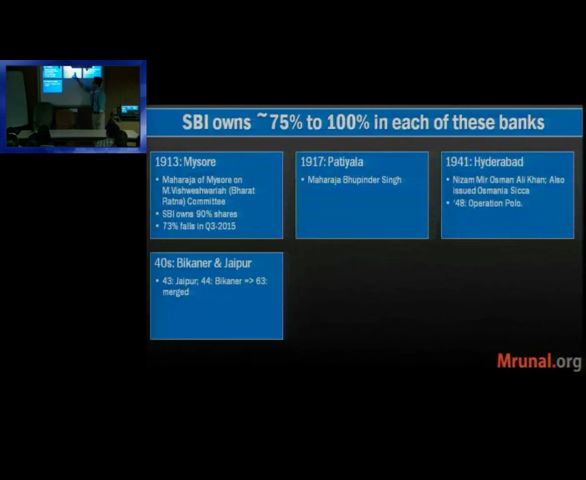 SBI owns ~75% to 100% in each of these banks
1913: Mysore
• Maharaja of Mysore on
M.Vishweshwariah (Bharat
Ratna) Committee
• SBI owns 90% shares
• 73% falls in Q3-2015
1917: Patiyala
• Maharaja Bhupinder Singh
1941: Hyderabad
• Nizam Mir Osman Ali Khan; Also
issued Osmania Sicca
• '48: Operation Polo.
40s: Bikaner & Jaipur
• 43: Jaipur; 44: Bikaner => 63:
merged
Mrunal.org